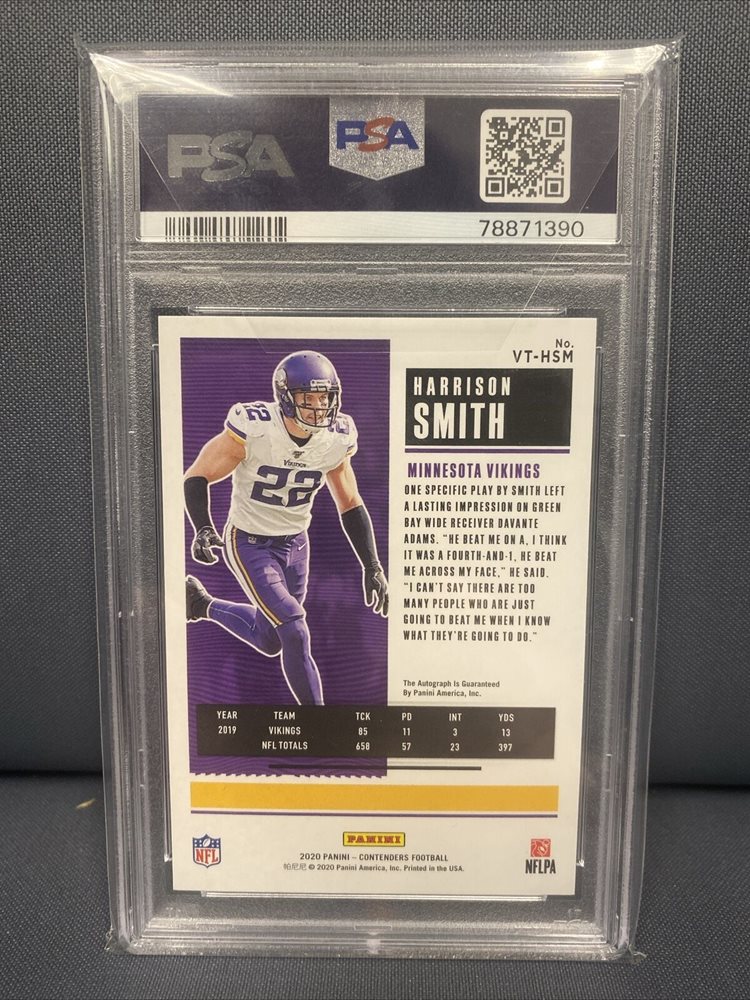 PSA
PSA
78871390
No.
VT-HSM
HARRISON
SMITH
22
VIKINGS
22
MINNESOTA VIKINGS
ONE SPECIFIC PLAY BY SMITH LEFT
A LASTING IMPRESSION ON GREEN
BAY WIDE RECEIVER DAVANTE
ADAMS. "HE BEAT ME ON A, I THINK
IT WAS A FOURTH-AND-1, HE BEAT
ME ACROSS MY FACE," HE SAID.
"I CAN'T SAY THERE ARE TOO
MANY PEOPLE WHO ARE JUST
GOING TO BEAT ME WHEN I KNOW
WHAT THEY'RE GOING TO DO."
The Autograph Is Guaranteed
By Panini America, Inc.
YEAR TEAM TCK PD INT YDS
2019 VIKINGS 85 11 3 13
NFL TOTALS 658 57 23 397
PANINI
NFL
NFLPA
2020 PANINI – CONTENDERS FOOTBALL
帕尼尼 © 2020 Panini America, Inc. Printed in the USA.